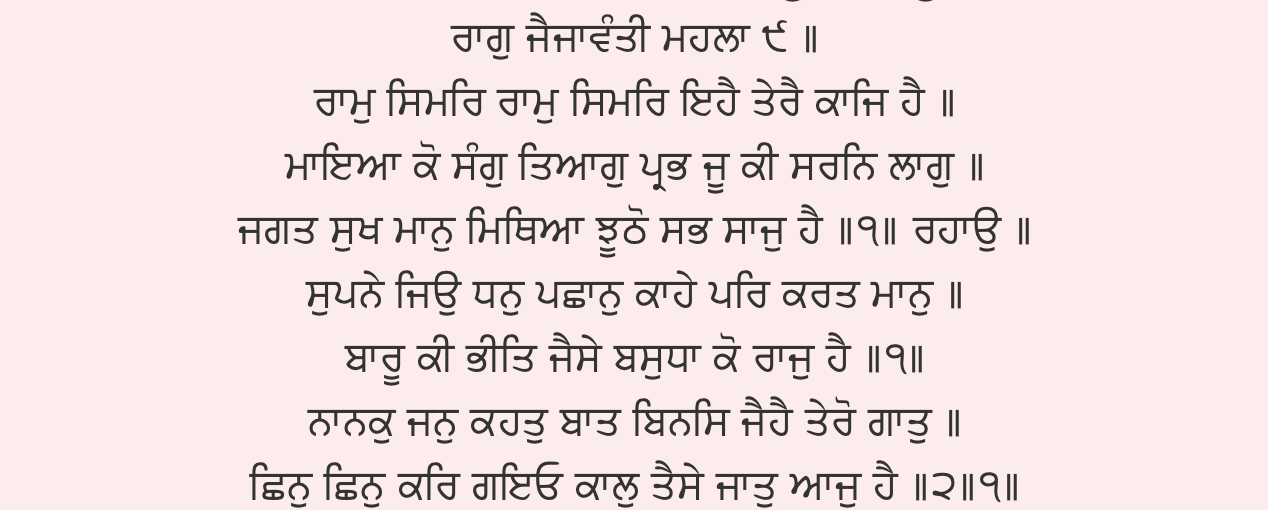 ਰਾਗੁ ਜੈਜਾਵੰਤੀ ਮਹਲਾ ੯ ॥
ਰਾਮੁ ਸਿਮਰਿ ਰਾਮੁ ਸਿਮਰਿ ਇਹੈ ਤੇਰੈ ਕਾਜਿ ਹੈ ॥
ਮਾਇਆ ਕੋ ਸੰਗੁ ਤਿਆਗੁ ਪ੍ਰਭ ਜੂ ਕੀ ਸਰਨਿ ਲਾਗੁ ॥
ਜਗਤ ਸੁਖ ਮਾਨੁ ਮਿਥਿਆ ਝੂਠੋ ਸਭ ਸਾਜੁ ਹੈ ॥੧॥ ਰਹਾਉ ॥
ਸੁਪਨੇ ਜਿਉ ਧਨੁ ਪਛਾਨੁ ਕਾਹੇ ਪਰਿ ਕਰਤ ਮਾਨੁ ॥
ਬਾਰੂ ਕੀ ਭੀਤਿ ਜੈਸੇ ਬਸੁਧਾ ਕੋ ਰਾਜੁ ਹੈ ॥੧॥
ਨਾਨਕੁ ਜਨੁ ਕਹਤੁ ਬਾਤ ਬਿਨਸਿ ਜੈਹੈ ਤੇਰੋ ਗਾਤੁ ॥
ਛਿਨੁ ਛਿਨੁ ਕਰਿ ਗਇਓ ਕਾਲੁ ਤੈਸੇ ਜਾਤੁ ਆਜੁ ਹੈ ॥੨॥੧॥